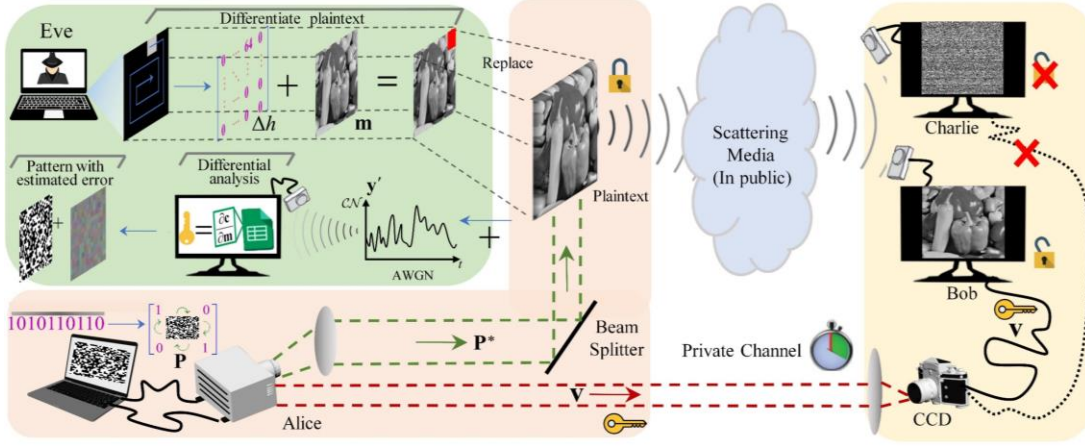 Differentiate plaintext
Eve
Δh
+
m
=
Replace
Plaintext
Pattern with
estimated error
+
Differential
analysis
= ∂c
∂m
y′
CN
t
AWGN
+
Scattering
Media
(In public)
Charlie
Bob
v
CCD
1010110110
1 0
0 1
P
Alice
P*
Beam
Splitter
Private Channel
v